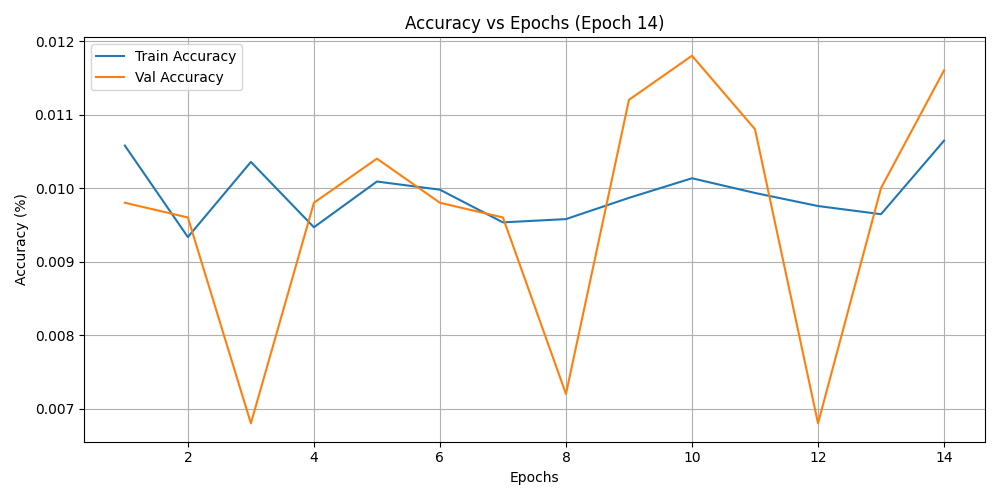 Accuracy vs Epochs (Epoch 14)
Train Accuracy
Val Accuracy
Accuracy (%)
0.012
0.011
0.010
0.009
0.008
0.007
2 4 6 8 10 12 14
Epochs